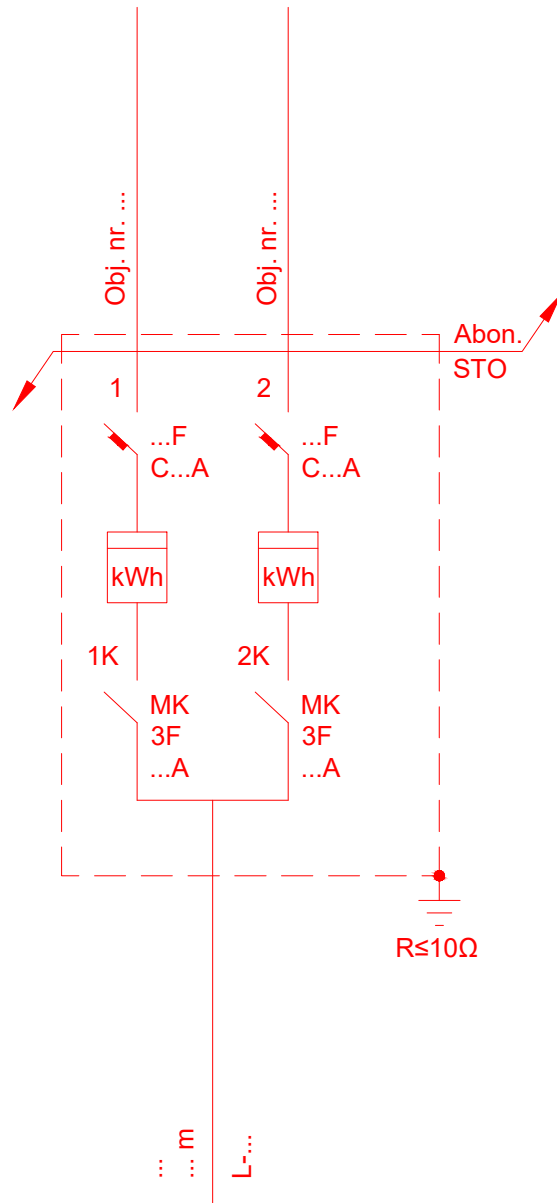 Obj. nr. ...
Obj. nr. ...
Abon.
STO
1
...F
C...A
2
...F
C...A
kWh
kWh
1K
MK
3F
...A
2K
MK
3F
...A
R≤10Ω
...
... m
L-...